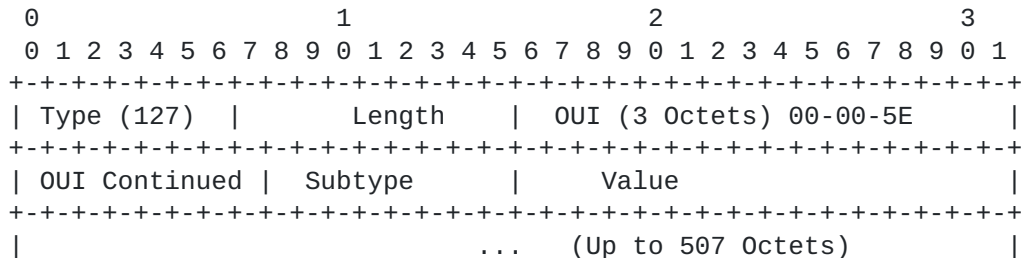 0                   1                   2                   3
 0 1 2 3 4 5 6 7 8 9 0 1 2 3 4 5 6 7 8 9 0 1 2 3 4 5 6 7 8 9 0 1
+-+-+-+-+-+-+-+-+-+-+-+-+-+-+-+-+-+-+-+-+-+-+-+-+-+-+-+-+-+-+-+-+
| Type (127)  |       Length    |  OUI (3 Octets) 00-00-5E      |
+-+-+-+-+-+-+-+-+-+-+-+-+-+-+-+-+-+-+-+-+-+-+-+-+-+-+-+-+-+-+-+-+
| OUI Continued |  Subtype      |     Value                     |
+-+-+-+-+-+-+-+-+-+-+-+-+-+-+-+-+-+-+-+-+-+-+-+-+-+-+-+-+-+-+-+-+
|                             ...   (Up to 507 Octets)          |